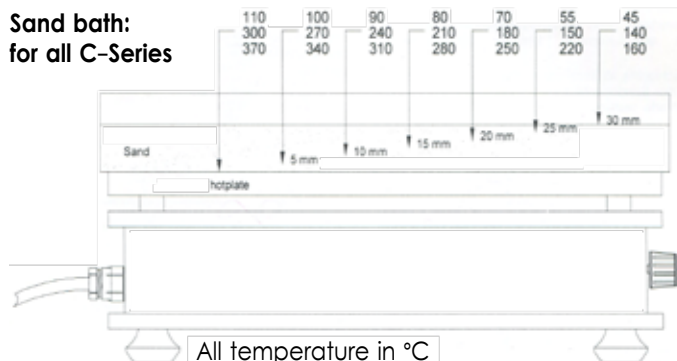 Sand bath:
for all C-Series
110 100 90 80 70 55 45
300 270 240 210 180 150 140
370 340 310 280 250 220 160
30 mm
25 mm
20 mm
15 mm
10 mm
5 mm
Sand
hotplate
All temperature in °C